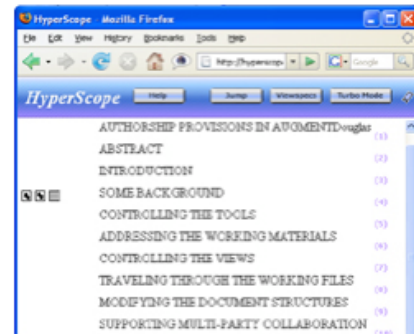 HyperScope - Mozilla Firefox
File Edit View History Bookmarks Tools Help
http://hyperscop Google
HyperScope Help Jump Viewspecs Turbo Mode
AUTHORSHIP PROVISIONS IN AUGMENTDouglas (1)
ABSTRACT (2)
INTRODUCTION (3)
SOME BACKGROUND (4)
CONTROLLING THE TOOLS (5)
ADDRESSING THE WORKING MATERIALS (6)
CONTROLLING THE VIEWS (7)
TRAVELING THROUGH THE WORKING FILES (8)
MODIFYING THE DOCUMENT STRUCTURES (9)
SUPPORTING MULTI-PARTY COLLABORATION (10)